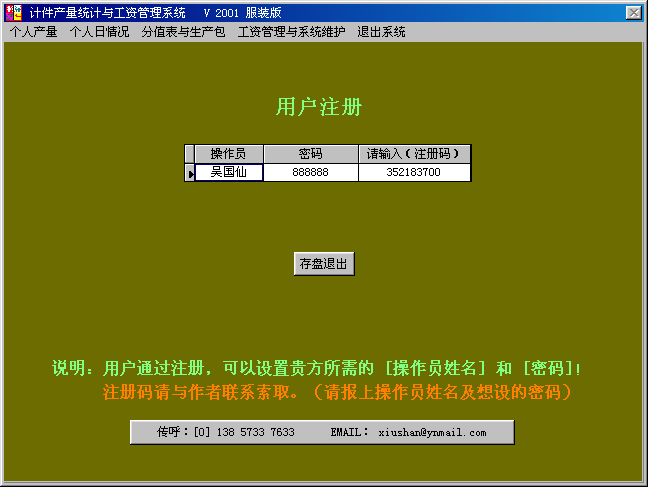 计件产量统计与工资管理系统 V 2001 服装版
个人产量 个人日情况 分值表与生产包 工资管理与系统维护 退出系统
用户注册
操作员 密码 请输入(注册码)
吴国仙 888888 352183700
存盘退出
说明：用户通过注册，可以设置贵方所需的 [操作员姓名] 和 [密码]!
注册码请与作者联系索取。(请报上操作员姓名及想设的密码)
传呼：[0] 138 5733 7633 EMAIL： xiushan@ynmail.com